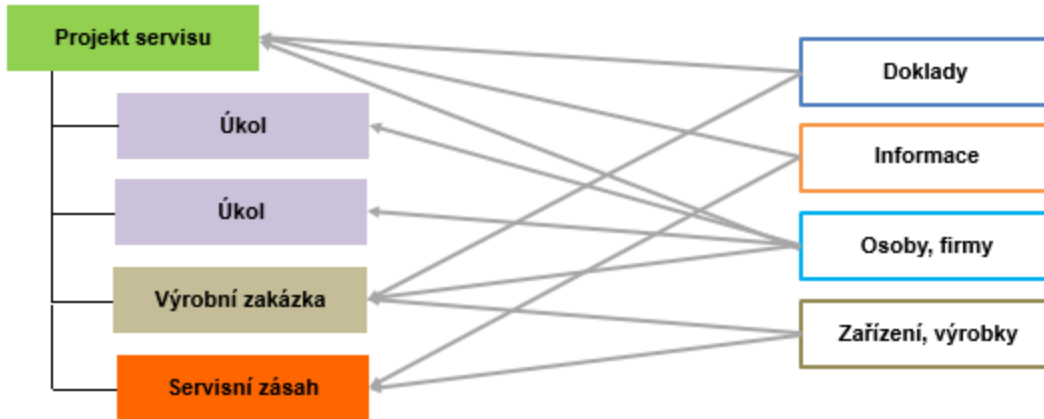 Projekt servisu
Úkol
Úkol
Výrobní zakázka
Servisní zásah
Doklady
Informace
Osoby, firmy
Zařízení, výrobky